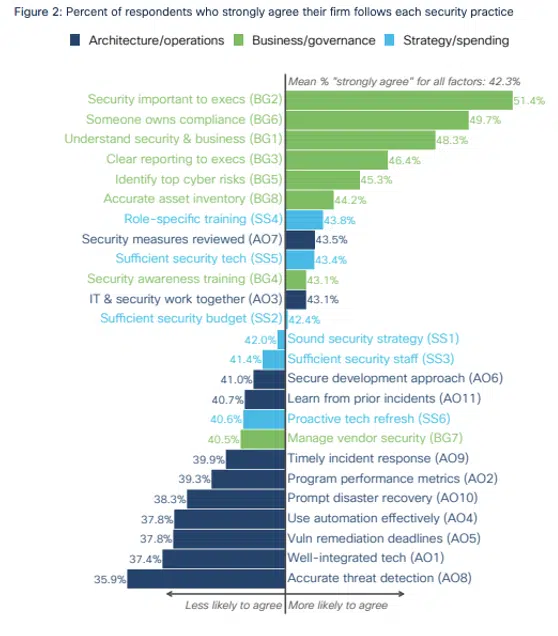 Figure 2: Percent of respondents who strongly agree their firm follows each security practice
Architecture/operations Business/governance Strategy/spending
Mean % "strongly agree" for all factors: 42.3%
Security important to execs (BG2) 51.4%
Someone owns compliance (BG6) 49.7%
Understand security & business (BG1) 48.3%
Clear reporting to execs (BG3) 46.4%
Identify top cyber risks (BG5) 45.3%
Accurate asset inventory (BG8) 44.2%
Role-specific training (SS4) 43.8%
Security measures reviewed (AO7) 43.5%
Sufficient security tech (SS5) 43.4%
Security awareness training (BG4) 43.1%
IT & security work together (AO3) 43.1%
Sufficient security budget (SS2) 42.4%
42.0% Sound security strategy (SS1)
41.4% Sufficient security staff (SS3)
41.0% Secure development approach (AO6)
40.7% Learn from prior incidents (AO11)
40.6% Proactive tech refresh (SS6)
40.5% Manage vendor security (BG7)
39.9% Timely incident response (AO9)
39.3% Program performance metrics (AO2)
38.3% Prompt disaster recovery (AO10)
37.8% Use automation effectively (AO4)
37.8% Vuln remediation deadlines (AO5)
37.4% Well-integrated tech (AO1)
35.9% Accurate threat detection (AO8)
Less likely to agree More likely to agree